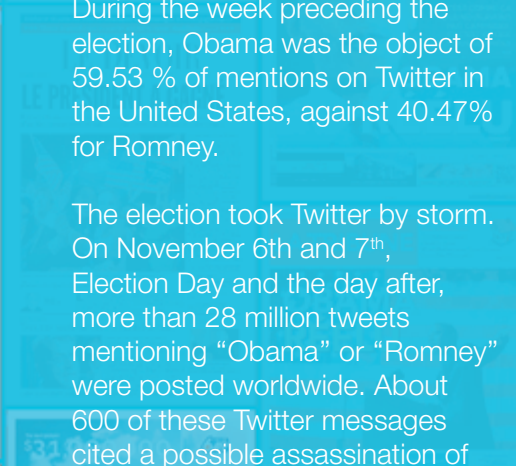 During the week preceding the
election, Obama was the object of
59.53 % of mentions on Twitter in
the United States, against 40.47%
for Romney.
The election took Twitter by storm.
On November 6th and 7th,
Election Day and the day after,
more than 28 million tweets
mentioning “Obama” or “Romney”
were posted worldwide. About
600 of these Twitter messages
cited a possible assassination of